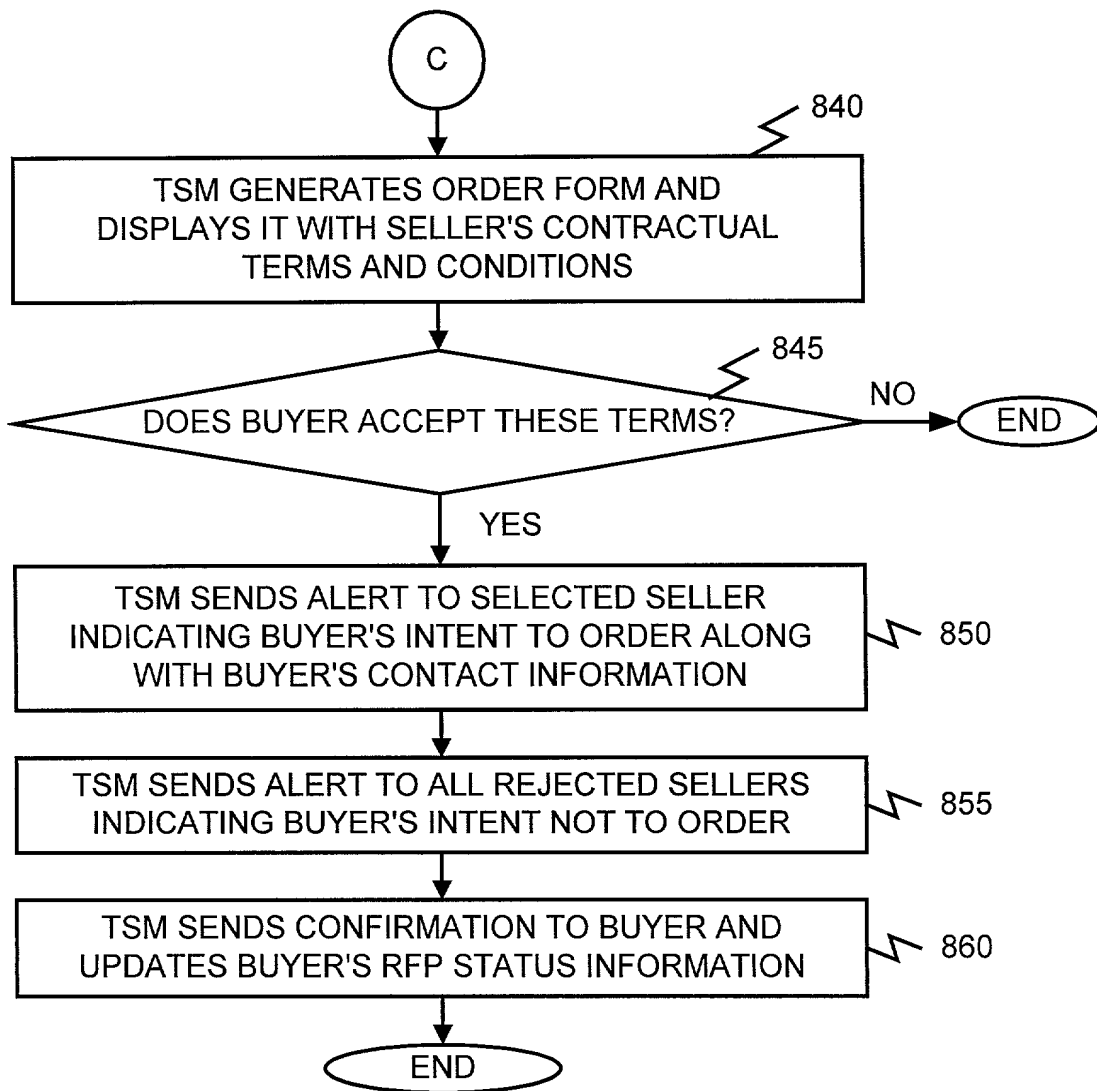 C
840
TSM GENERATES ORDER FORM AND
DISPLAYS IT WITH SELLER'S CONTRACTUAL
TERMS AND CONDITIONS
845
DOES BUYER ACCEPT THESE TERMS?
NO
END
YES
TSM SENDS ALERT TO SELECTED SELLER
INDICATING BUYER'S INTENT TO ORDER ALONG
WITH BUYER'S CONTACT INFORMATION
850
TSM SENDS ALERT TO ALL REJECTED SELLERS
INDICATING BUYER'S INTENT NOT TO ORDER
855
TSM SENDS CONFIRMATION TO BUYER AND
UPDATES BUYER'S RFP STATUS INFORMATION
860
END